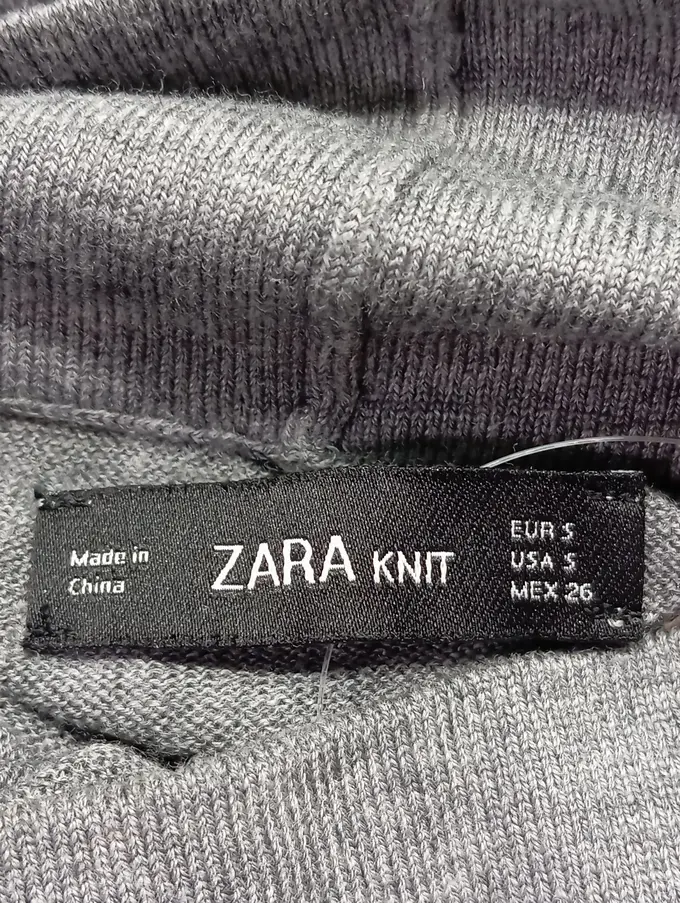 Made in
China
ZARA KNIT
EUR S
USA S
MEX 26